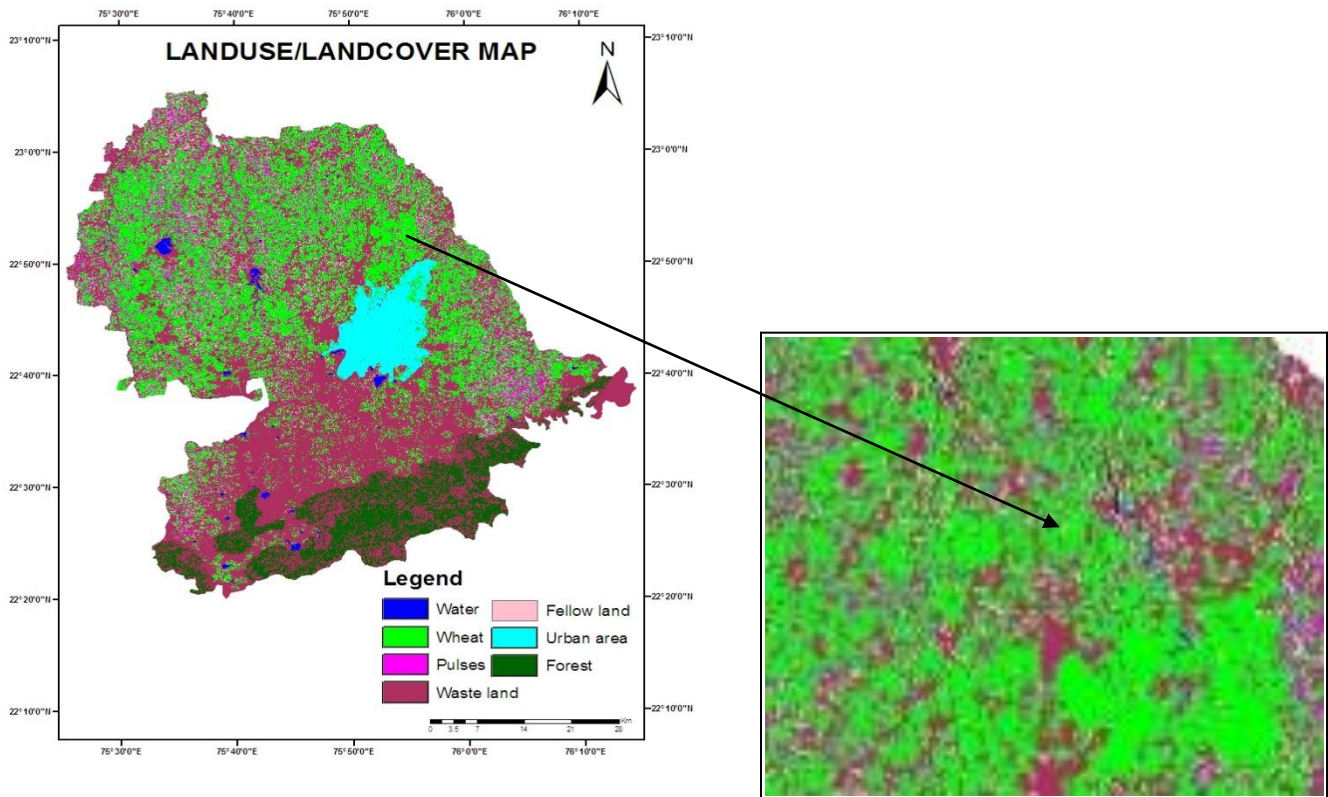 75°30'0"E 75°40'0"E 75°50'0"E 76°0'0"E 76°10'0"E
23°10'0"N 23°10'0"N
LANDUSE/LANDCOVER MAP
N
23°0'0"N 23°0'0"N
22°50'0"N 22°50'0"N
22°40'0"N 22°40'0"N
22°30'0"N 22°30'0"N
22°20'0"N 22°20'0"N
22°10'0"N 22°10'0"N
Legend
Water
Wheat
Pulses
Waste land
Fellow land
Urban area
Forest
Km
0 3.5 7 14 21 28
75°30'0"E 75°40'0"E 75°50'0"E 76°0'0"E 76°10'0"E